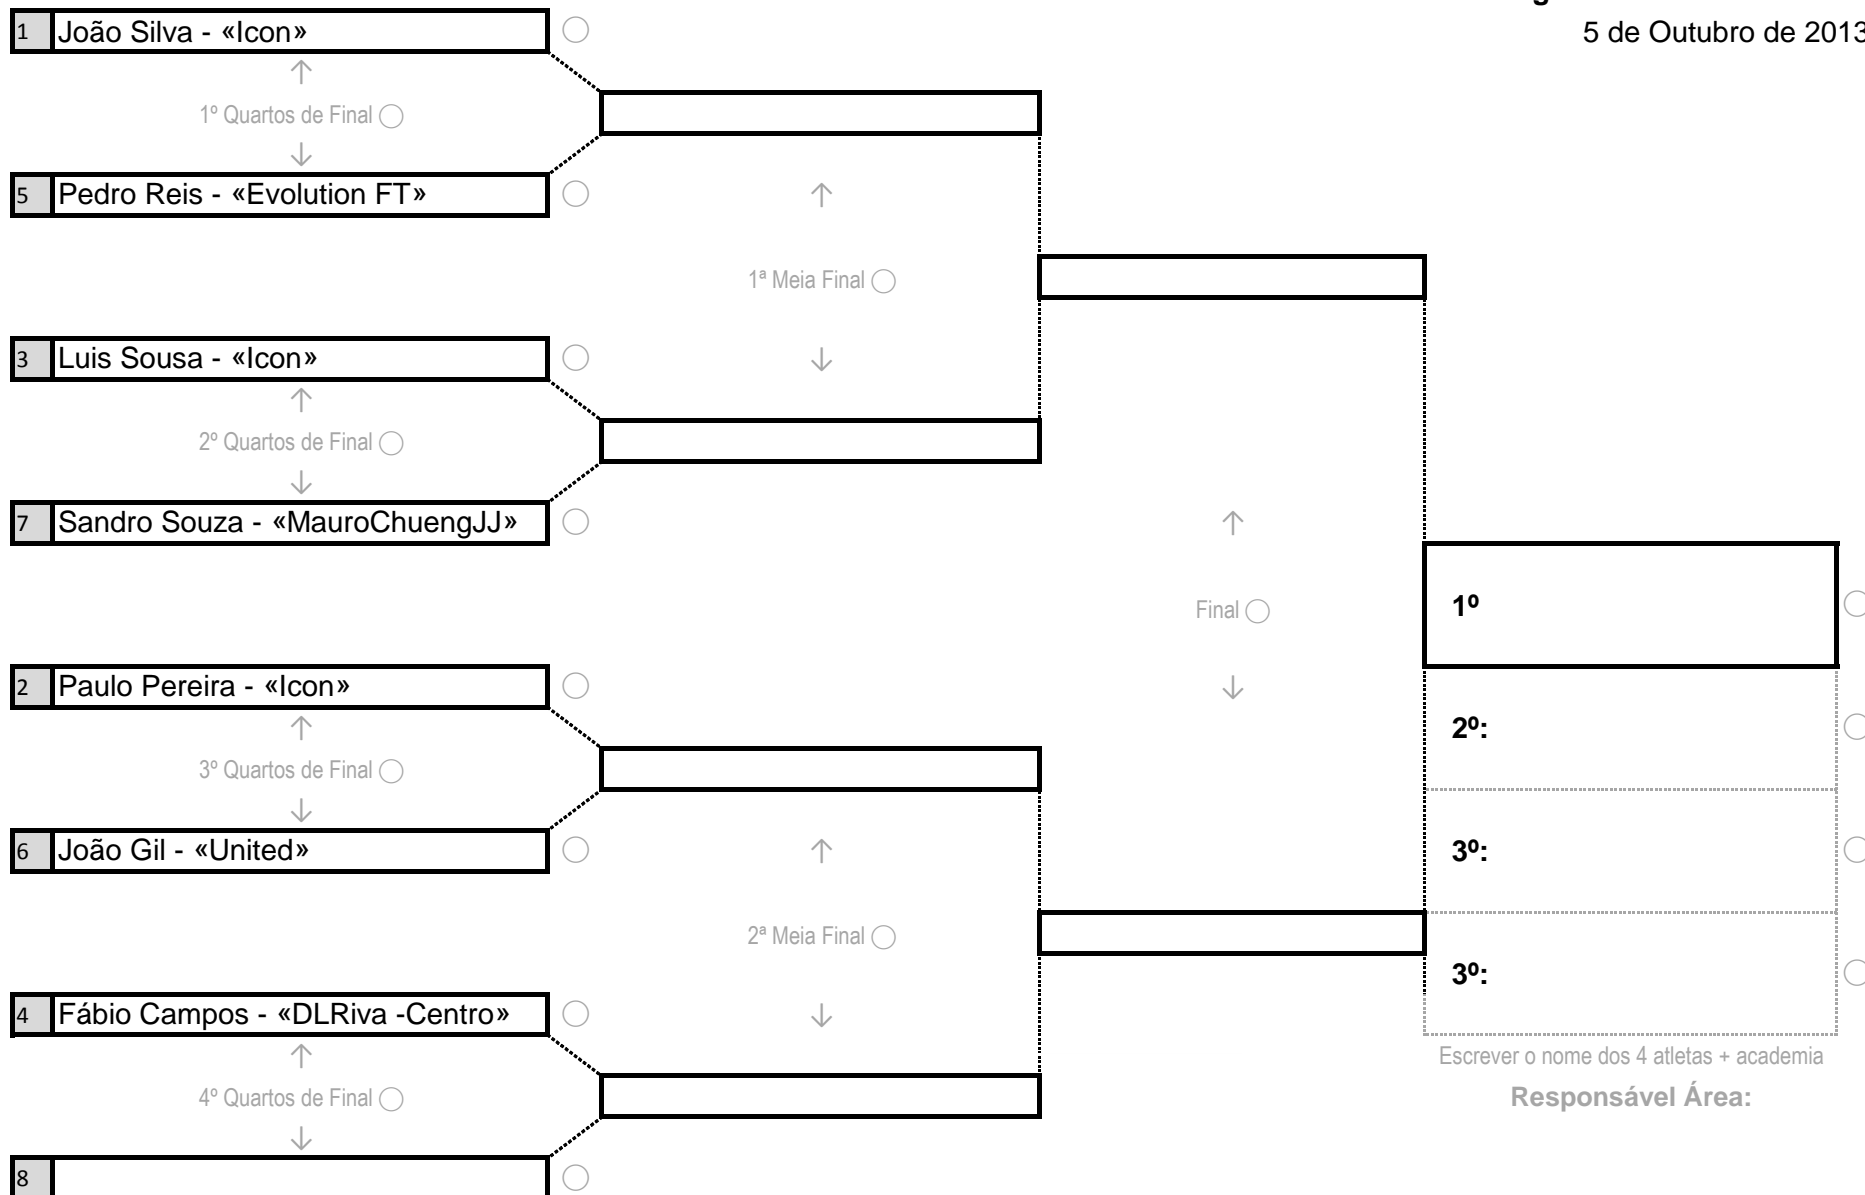 5 de Outubro de 2013
1 João Silva - «Icon»
1º Quartos de Final
5 Pedro Reis - «Evolution FT»
1ª Meia Final
3 Luis Sousa - «Icon»
2º Quartos de Final
7 Sandro Souza - «MauroChuengJJ»
Final
1º
2 Paulo Pereira - «Icon»
2º:
3º Quartos de Final
6 João Gil - «United»
3º:
2ª Meia Final
3º:
4 Fábio Campos - «DLRiva -Centro»
Escrever o nome dos 4 atletas + academia
4º Quartos de Final
Responsável Área:
8